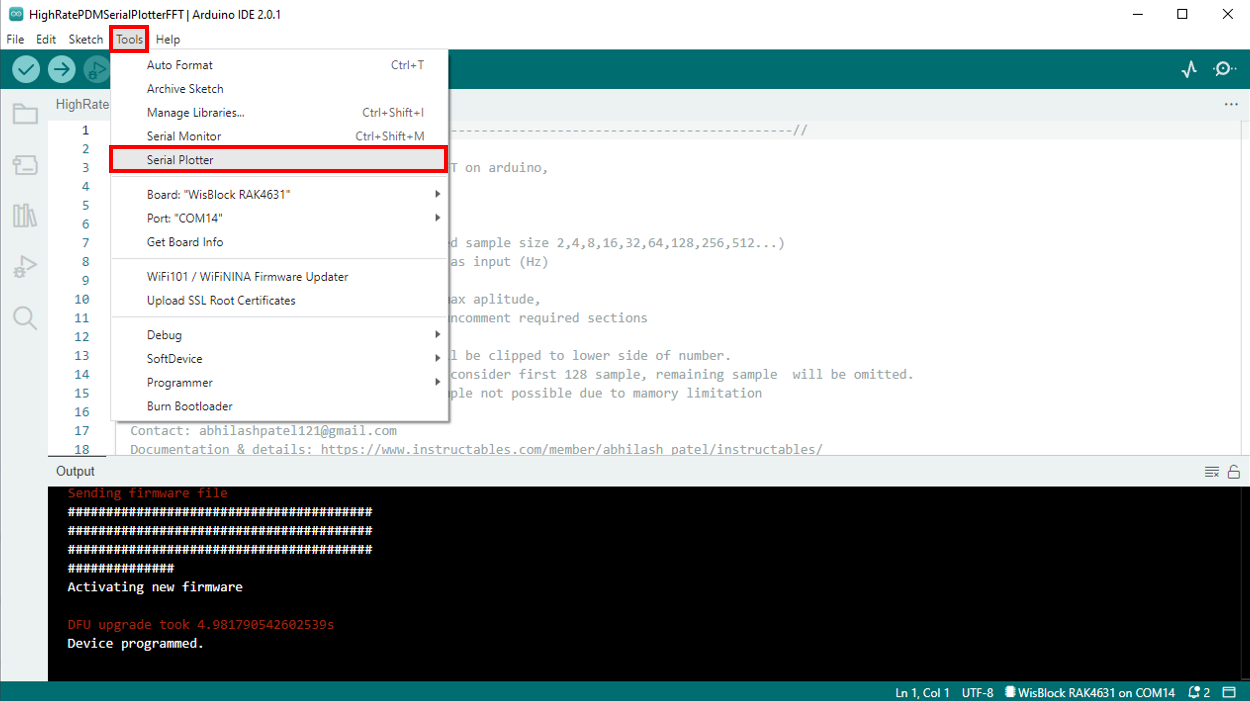 HighRatePDMSerialPlotterFFT | Arduino IDE 2.0.1
File Edit Sketch Tools Help
Auto Format Ctrl+T
Archive Sketch
Manage Libraries... Ctrl+Shift+I
Serial Monitor Ctrl+Shift+M
Serial Plotter
Board: "WisBlock RAK4631"
Port: "COM14"
Get Board Info
WiFi101 / WiFiNINA Firmware Updater
Upload SSL Root Certificates
Debug
SoftDevice
Programmer
Burn Bootloader
HighRate
1 --------------------------------------------//
2
3 T on arduino,
4
5
6
7 d sample size 2,4,8,16,32,64,128,256,512...)
8 as input (Hz)
9
10 max aplitude,
11 ncomment required sections
12
13 l be clipped to lower side of number.
14 consider first 128 sample, remaining sample  will be omitted.
15 ple not possible due to mamory limitation
16
17 Contact: abhilashpatel121@gmail.com
18 Documentation & details: https://www.instructables.com/member/abhilash_patel/instructables/
Output
Sending firmware file
########################################
########################################
########################################
##############
Activating new firmware
DFU upgrade took 4.981790542602539s
Device programmed.
Ln 1, Col 1 UTF-8 WisBlock RAK4631 on COM14 2